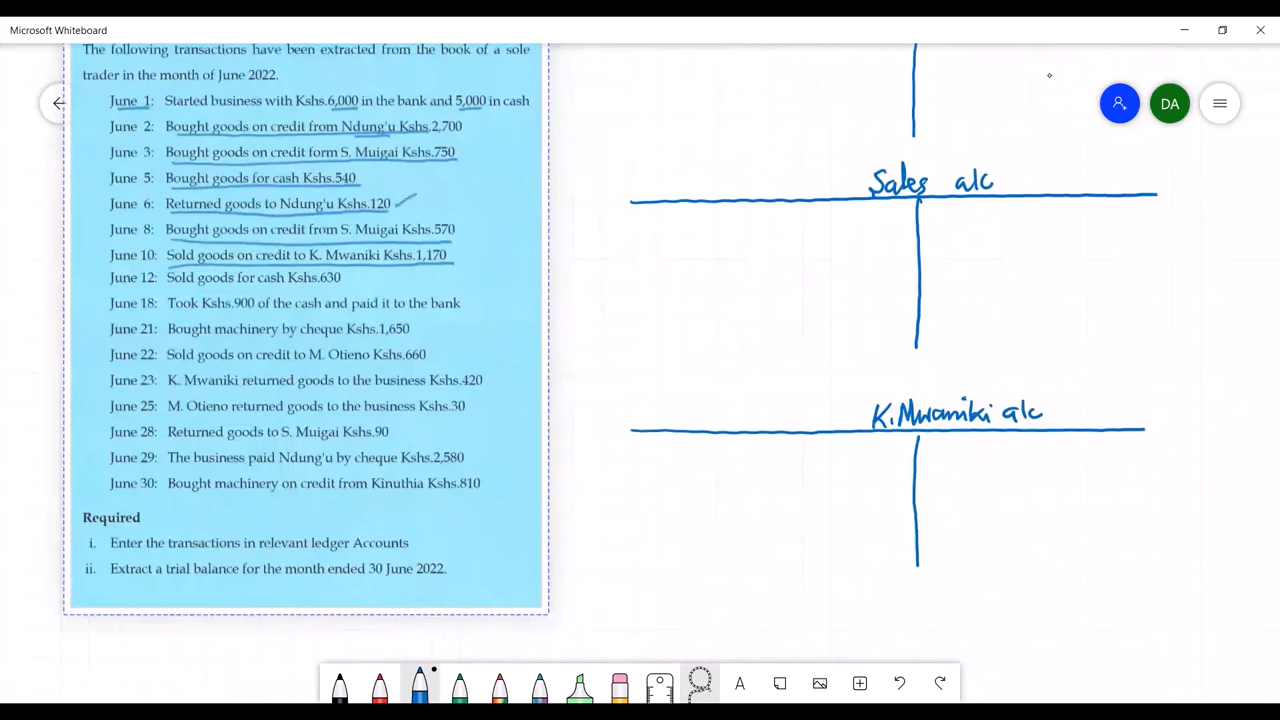 Microsoft Whiteboard
The following transactions have been extracted from the book of a sole
trader in the month of June 2022.
June 1: Started business with Kshs.6,000 in the bank and 5,000 in cash
June 2: Bought goods on credit from Ndung'u Kshs.2,700
June 3: Bought goods on credit form S. Muigai Kshs.750
June 5: Bought goods for cash Kshs.540
June 6: Returned goods to Ndung'u Kshs.120
June 8: Bought goods on credit from S. Muigai Kshs.570
June 10: Sold goods on credit to K. Mwaniki Kshs.1,170
June 12: Sold goods for cash Kshs.630
June 18: Took Kshs.900 of the cash and paid it to the bank
June 21: Bought machinery by cheque Kshs.1,650
June 22: Sold goods on credit to M. Otieno Kshs.660
June 23: K. Mwaniki returned goods to the business Kshs.420
June 25: M. Otieno returned goods to the business Kshs.30
June 28: Returned goods to S. Muigai Kshs.90
June 29: The business paid Ndung'u by cheque Kshs.2,580
June 30: Bought machinery on credit from Kinuthia Kshs.810
Required
i. Enter the transactions in relevant ledger Accounts
ii. Extract a trial balance for the month ended 30 June 2022.
DA
Sales a/c
K.Mwaniki a/c
A